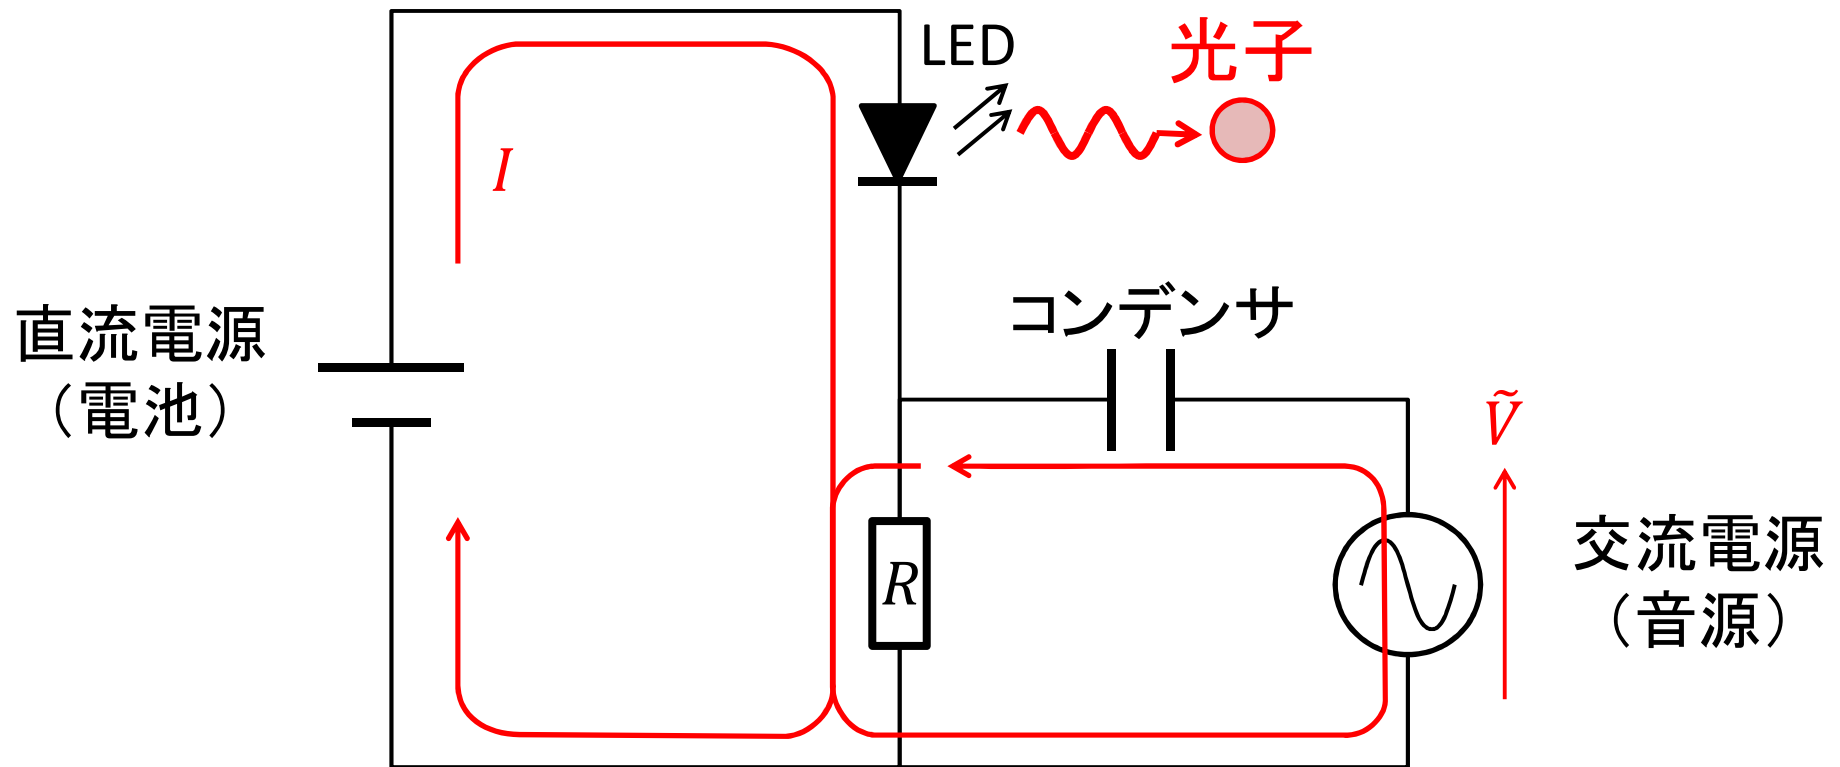 LED
光子
I
コンデンサ
直流電源
（電池）
Ṽ
R
交流電源
（音源）